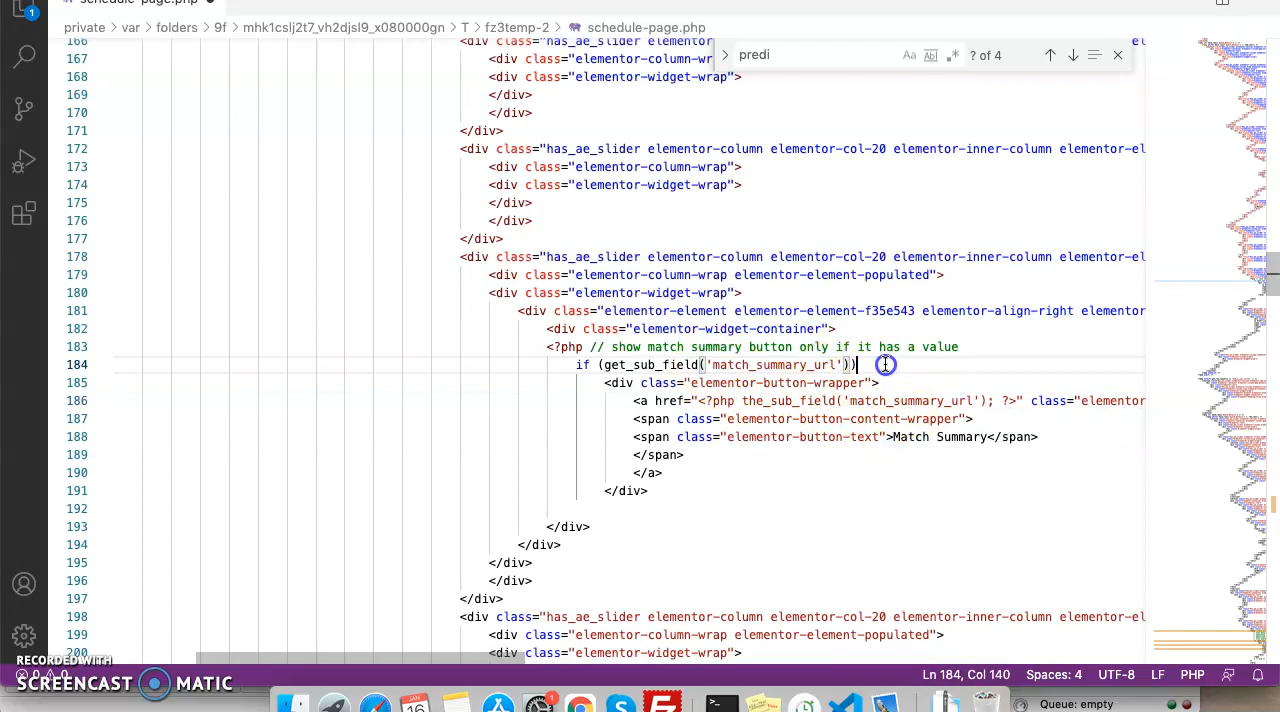 schedule-page.php
1
private > var > folders > 9f > mhk1cslj2t7_vh2djsl9_x080000gn > T > fz3temp-2 > schedule-page.php
predi
Aa Ab .* ? of 4
166 <div class="has_ae_slider elementor
167 <div class="elementor-column-wr
168 <div class="elementor-widget-wrap">
169 </div>
170 </div>
171 </div>
172 <div class="has_ae_slider elementor-column elementor-col-20 elementor-inner-column elementor-el
173 <div class="elementor-column-wrap">
174 <div class="elementor-widget-wrap">
175 </div>
176 </div>
177 </div>
178 <div class="has_ae_slider elementor-column elementor-col-20 elementor-inner-column elementor-el
179 <div class="elementor-column-wrap elementor-element-populated">
180 <div class="elementor-widget-wrap">
181 <div class="elementor-element elementor-element-f35e543 elementor-align-right elementor
182 <div class="elementor-widget-container">
183 <?php // show match summary button only if it has a value
184 if (get_sub_field('match_summary_url'))
185 <div class="elementor-button-wrapper">
186 <a href="<?php the_sub_field('match_summary_url'); ?>" class="elementor
187 <span class="elementor-button-content-wrapper">
188 <span class="elementor-button-text">Match Summary</span>
189 </span>
190 </a>
191 </div>
192
193 </div>
194 </div>
195 </div>
196 </div>
197 </div>
198 <div class="has_ae_slider elementor-column elementor-col-20 elementor-inner-column elementor-el
199 <div class="elementor-column-wrap elementor-element-populated">
200 <div class="elementor-widget-wrap">
RECORDED WITH
SCREENCAST MATIC
0 0
Ln 184, Col 140 Spaces: 4 UTF-8 LF PHP
JAN
16
1
Queue: empty